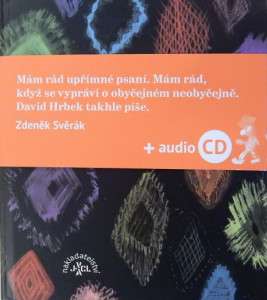 Mám rád upřímné psaní. Mám rád,
když se vypráví o obyčejném neobyčejně.
David Hrbek takhle píše.
Zdeněk Svěrák
+ audio CD
nakladatelství
JaCL